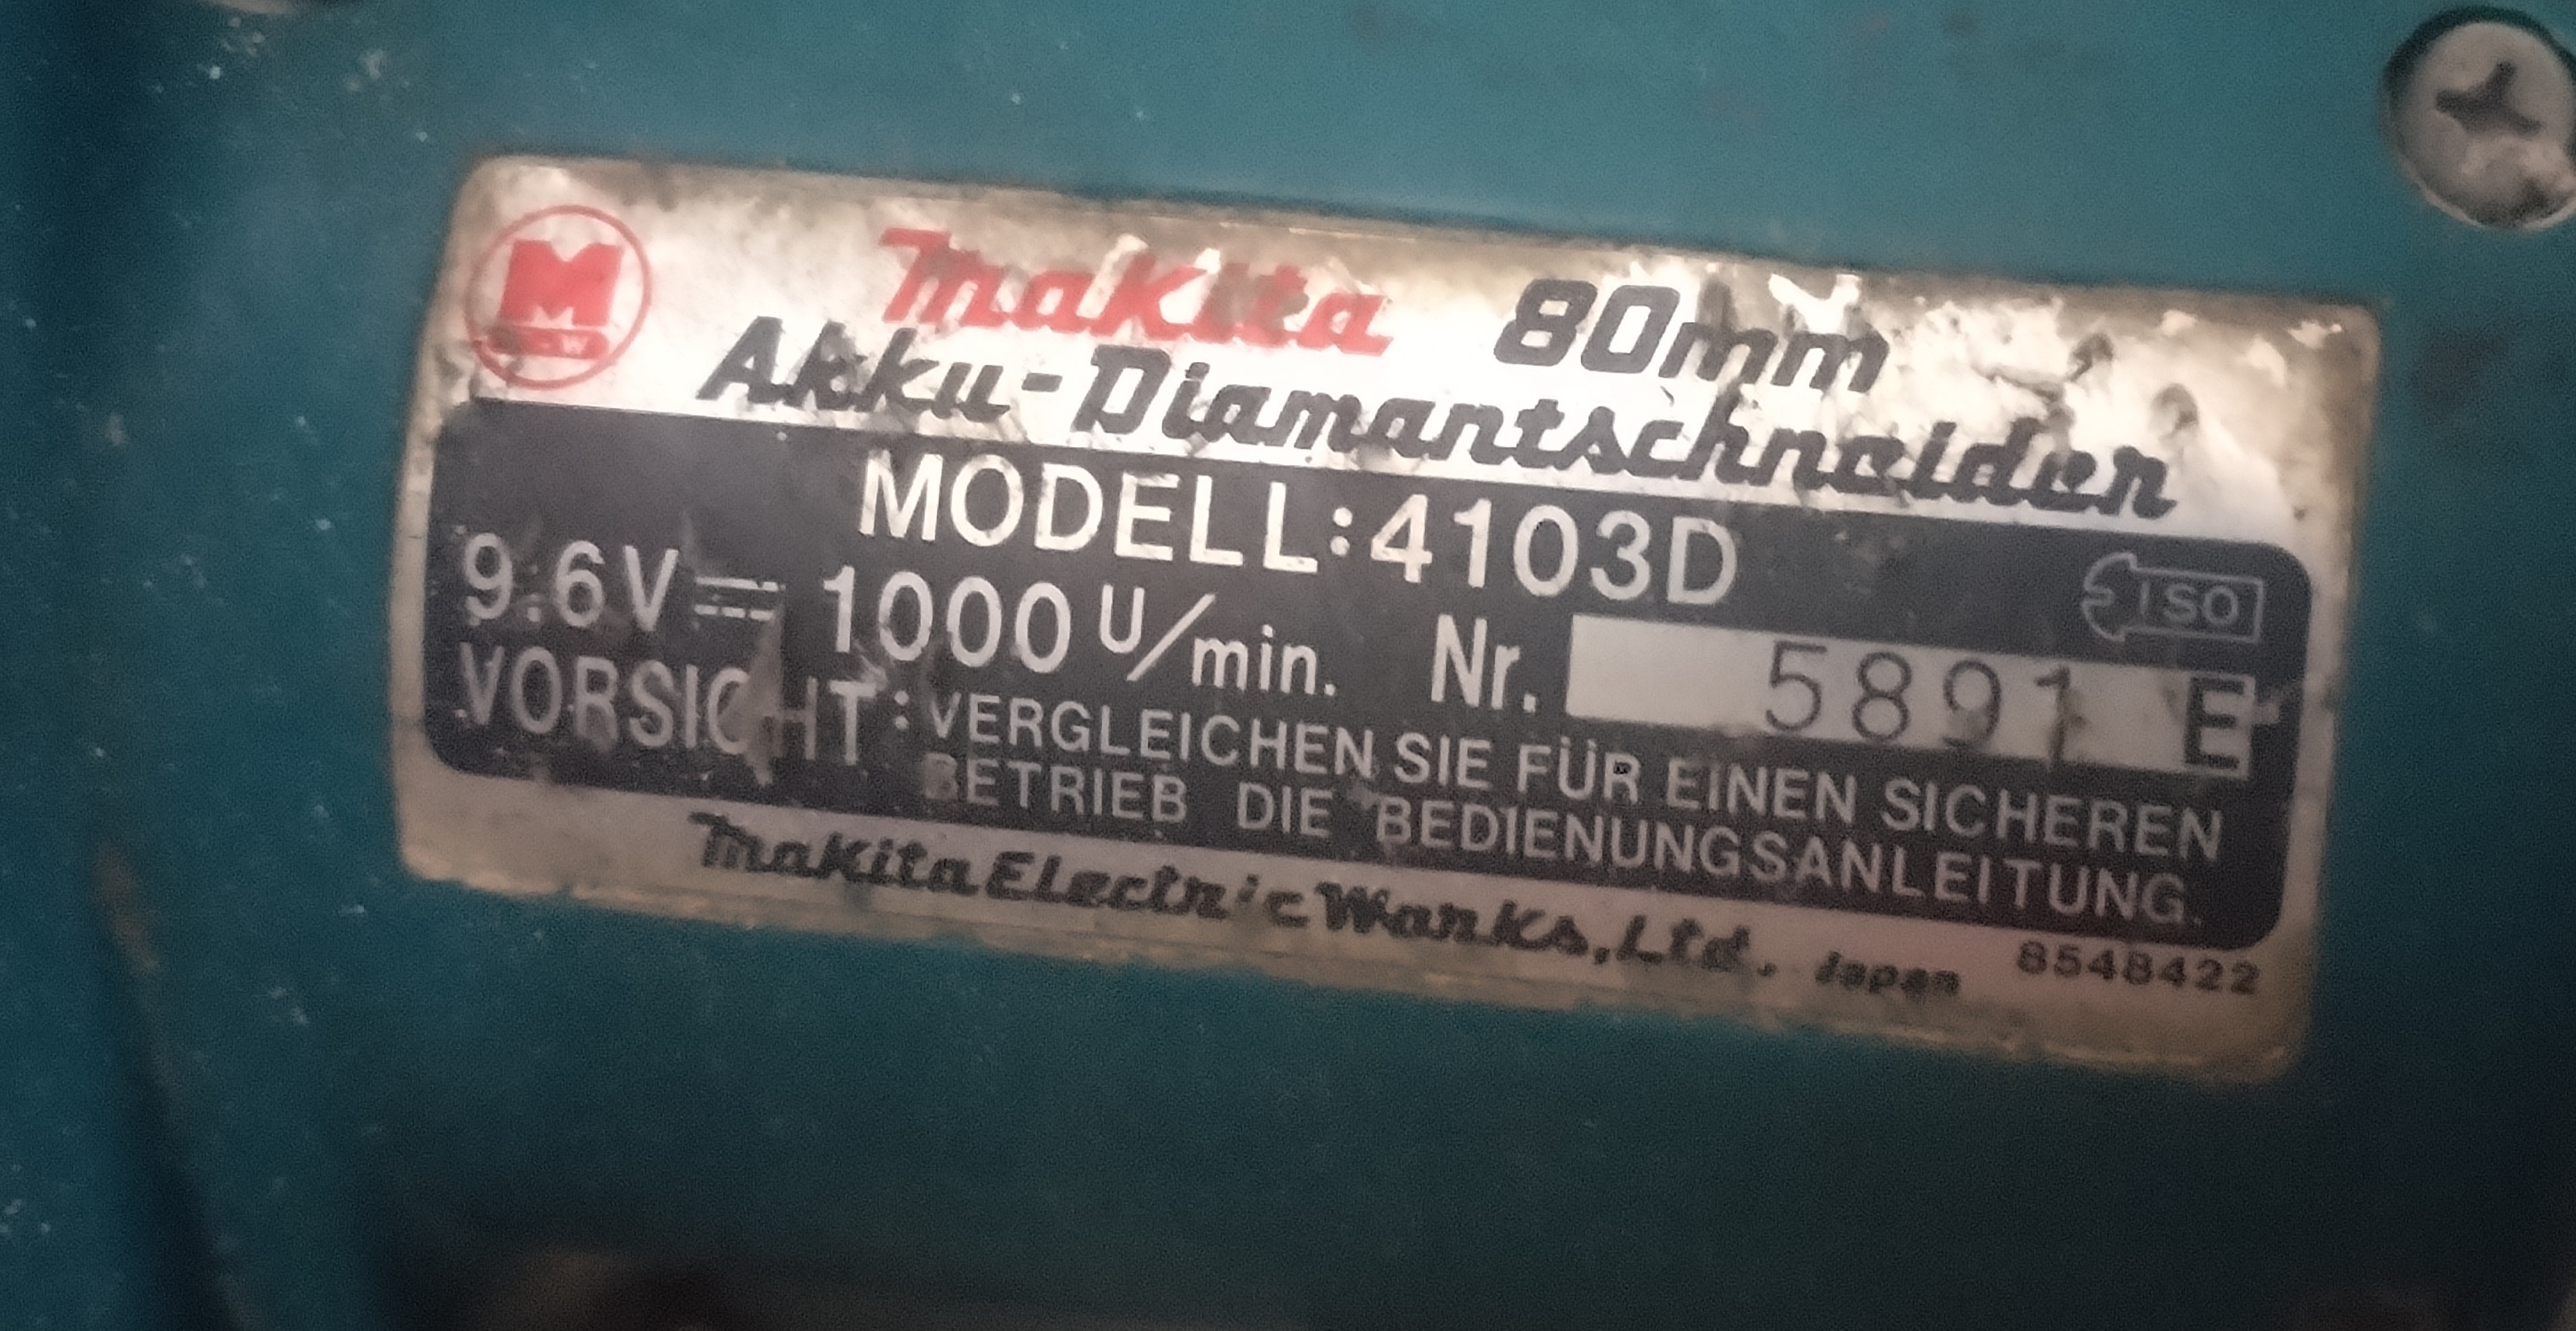 M
Makita 80mm
Akku-Diamantschneider
MODELL:4103D
ISO
9.6V⎓ 1000U/min. Nr. 5891 E
VORSICHT: VERGLEICHEN SIE FÜR EINEN SICHEREN
BETRIEB DIE BEDIENUNGSANLEITUNG.
Makita Electric Works, Ltd. Japan 8548422